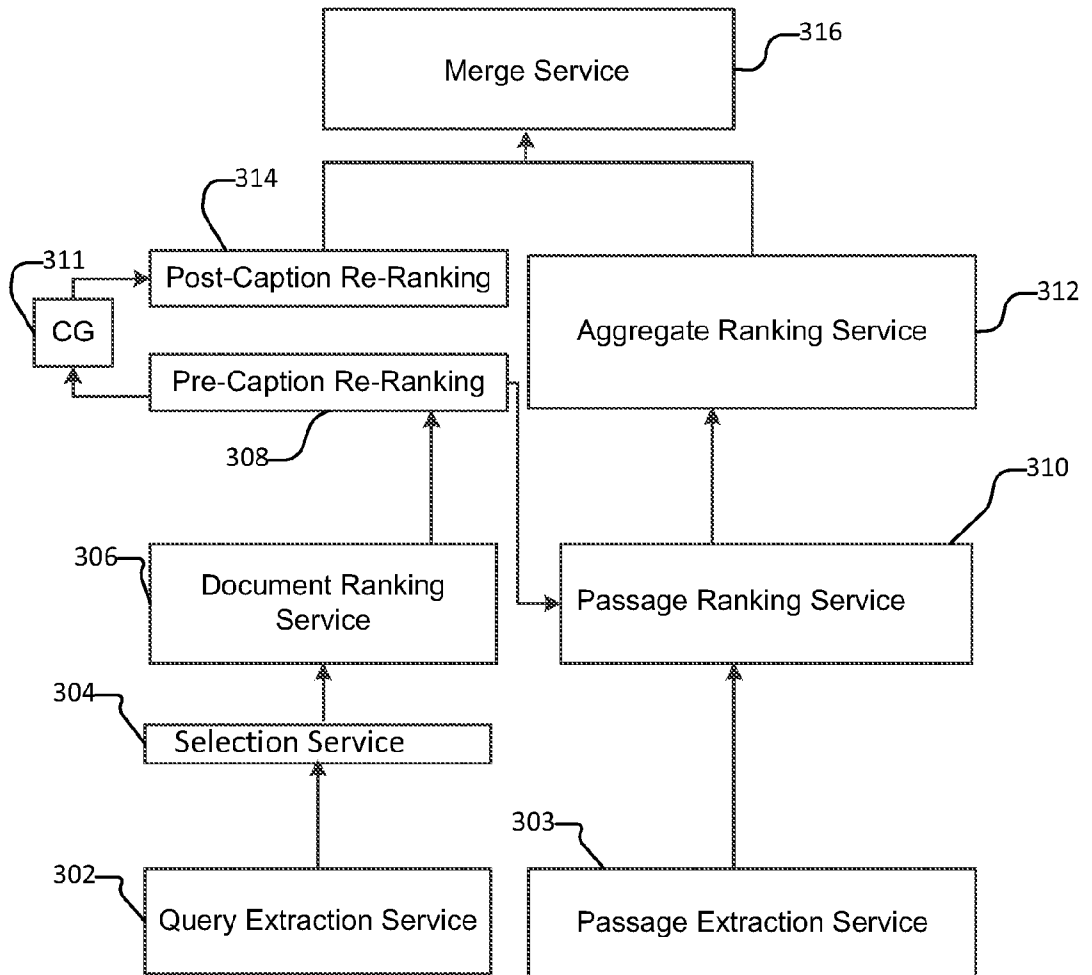 316
Merge Service
314
311
Post-Caption Re-Ranking
312
CG
Aggregate Ranking Service
Pre-Caption Re-Ranking
308
310
306
Document Ranking
Service
Passage Ranking Service
304
Selection Service
303
302
Query Extraction Service
Passage Extraction Service